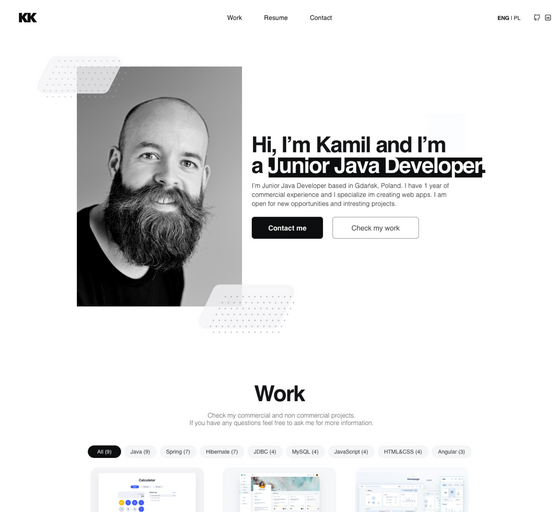 KK
Work Resume Contact
ENG | PL
Hi, I'm Kamil and I'm
a Junior Java Developer.
I'm Junior Java Developer based in Gdańsk, Poland. I have 1 year of
commercial experience and I specialize im creating web apps. I am
open for new opportunities and intresting projects.
Contact me Check my work
Work
Check my commercial and non commercial projects.
If you have any questions feel free to ask me for more information.
All (9) Java (9) Spring (7) Hibernate (7) JDBC (4) MySQL (4) JavaScript (4) HTML&CSS (4) Angular (3)
Calculator